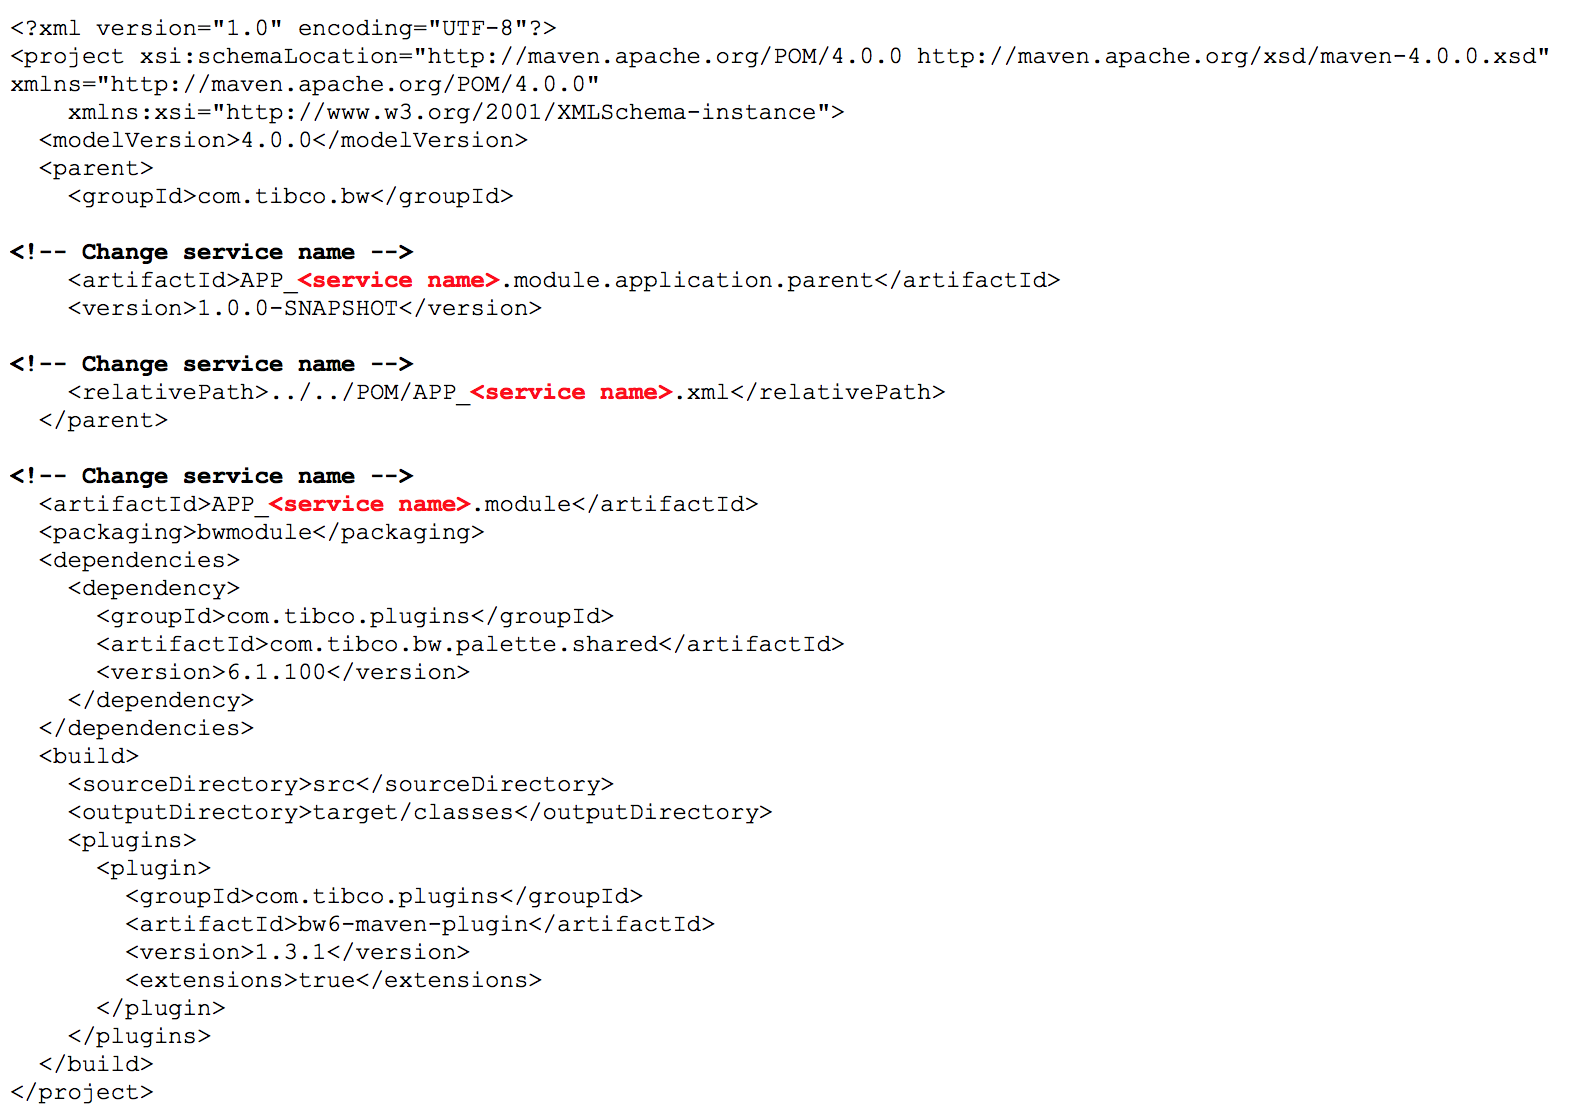 <?xml version="1.0" encoding="UTF-8"?>
<project xsi:schemaLocation="http://maven.apache.org/POM/4.0.0 http://maven.apache.org/xsd/maven-4.0.0.xsd"
xmlns="http://maven.apache.org/POM/4.0.0"
    xmlns:xsi="http://www.w3.org/2001/XMLSchema-instance">
  <modelVersion>4.0.0</modelVersion>
  <parent>
    <groupId>com.tibco.bw</groupId>

<!-- Change service name -->
    <artifactId>APP_<service name>.module.application.parent</artifactId>
    <version>1.0.0-SNAPSHOT</version>

<!-- Change service name -->
    <relativePath>../../POM/APP_<service name>.xml</relativePath>
  </parent>

<!-- Change service name -->
  <artifactId>APP_<service name>.module</artifactId>
  <packaging>bwmodule</packaging>
  <dependencies>
    <dependency>
      <groupId>com.tibco.plugins</groupId>
      <artifactId>com.tibco.bw.palette.shared</artifactId>
      <version>6.1.100</version>
    </dependency>
  </dependencies>
  <build>
    <sourceDirectory>src</sourceDirectory>
    <outputDirectory>target/classes</outputDirectory>
    <plugins>
      <plugin>
        <groupId>com.tibco.plugins</groupId>
        <artifactId>bw6-maven-plugin</artifactId>
        <version>1.3.1</version>
        <extensions>true</extensions>
      </plugin>
    </plugins>
  </build>
</project>